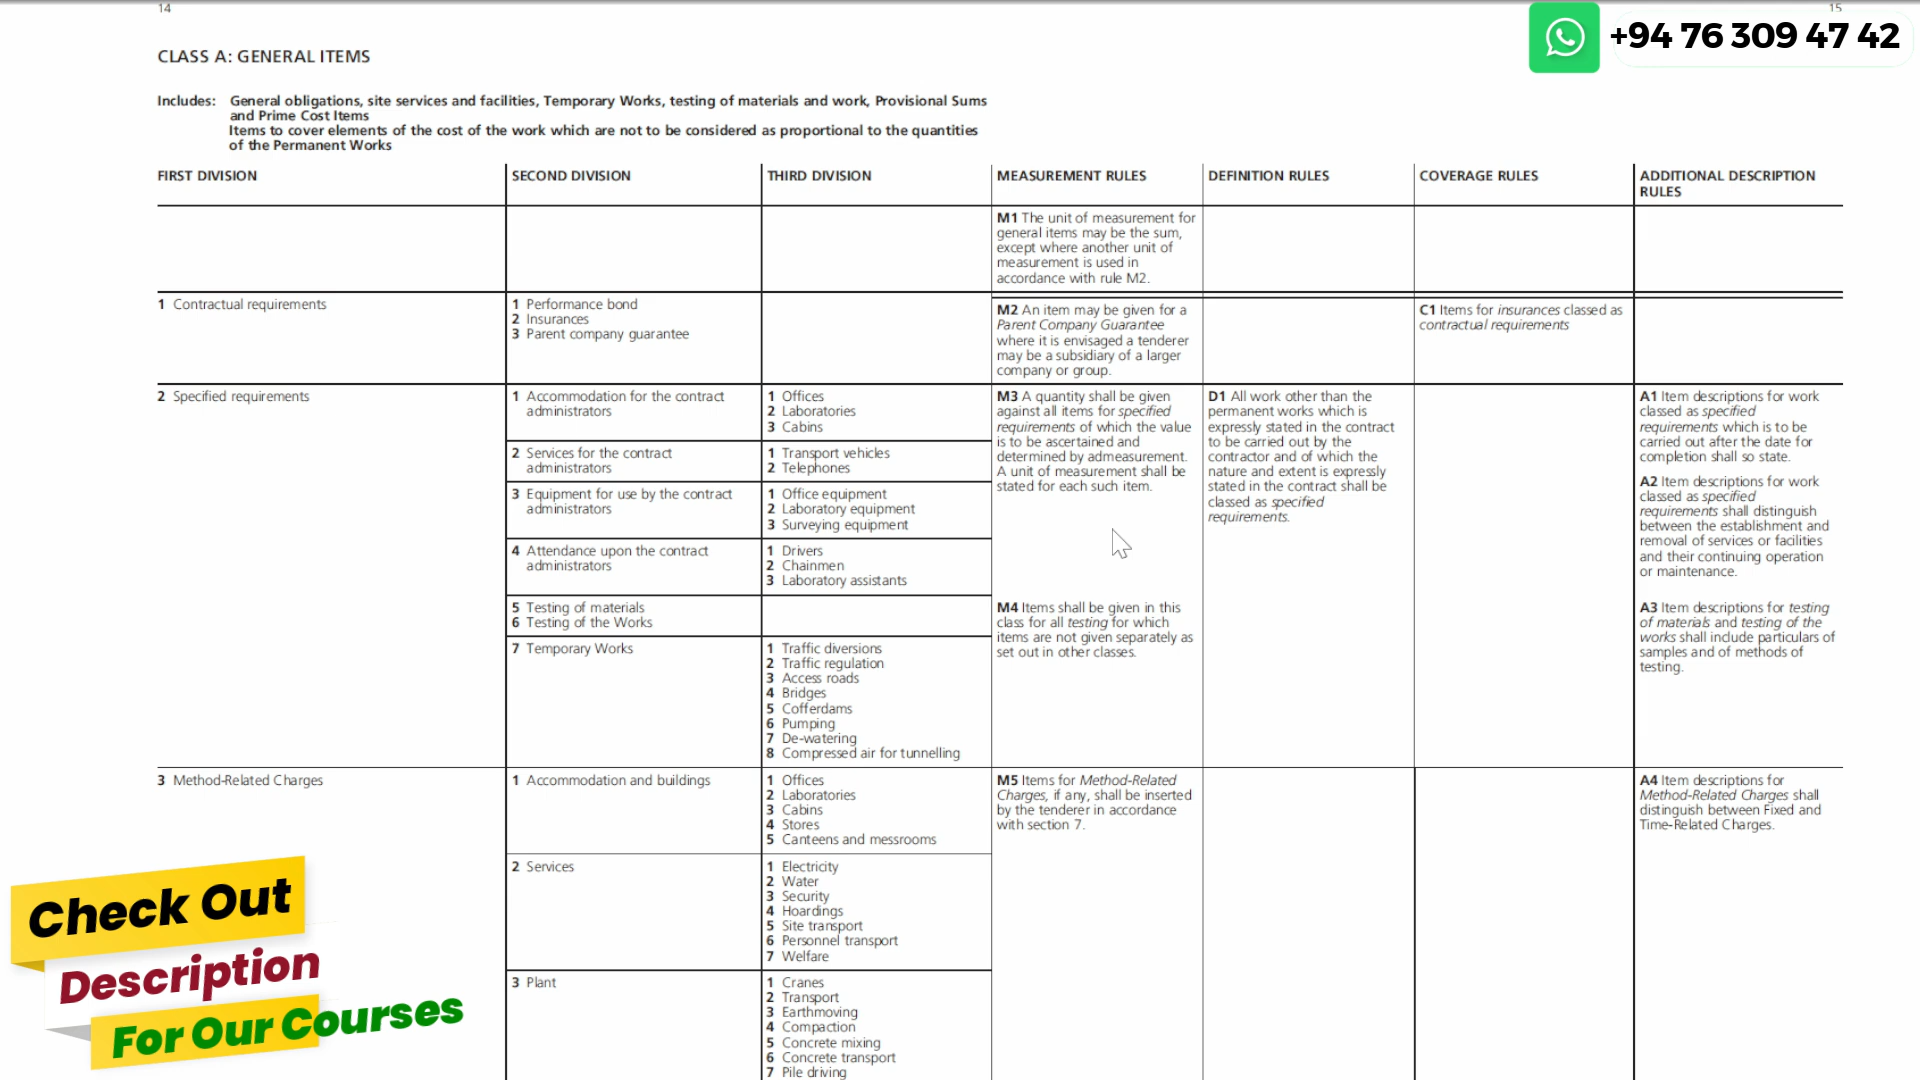 14
15
+94 76 309 47 42
CLASS A: GENERAL ITEMS
Includes: General obligations, site services and facilities, Temporary Works, testing of materials and work, Provisional Sums
and Prime Cost Items
Items to cover elements of the cost of the work which are not to be considered as proportional to the quantities
of the Permanent Works
FIRST DIVISION
SECOND DIVISION
THIRD DIVISION
MEASUREMENT RULES
DEFINITION RULES
COVERAGE RULES
ADDITIONAL DESCRIPTION
RULES
M1 The unit of measurement for
general items may be the sum,
except where another unit of
measurement is used in
accordance with rule M2.
1 Contractual requirements
1 Performance bond
2 Insurances
3 Parent company guarantee
M2 An item may be given for a
Parent Company Guarantee
where it is envisaged a tenderer
may be a subsidiary of a larger
company or group.
C1 Items for insurances classed as
contractual requirements
2 Specified requirements
1 Accommodation for the contract
administrators
1 Offices
2 Laboratories
3 Cabins
2 Services for the contract
administrators
1 Transport vehicles
2 Telephones
3 Equipment for use by the contract
administrators
1 Office equipment
2 Laboratory equipment
3 Surveying equipment
4 Attendance upon the contract
administrators
1 Drivers
2 Chainmen
3 Laboratory assistants
5 Testing of materials
6 Testing of the Works
7 Temporary Works
1 Traffic diversions
2 Traffic regulation
3 Access roads
4 Bridges
5 Cofferdams
6 Pumping
7 De-watering
8 Compressed air for tunnelling
M3 A quantity shall be given
against all items for specified
requirements of which the value
is to be ascertained and
determined by admeasurement.
A unit of measurement shall be
stated for each such item.
M4 Items shall be given in this
class for all testing for which
items are not given separately as
set out in other classes.
D1 All work other than the
permanent works which is
expressly stated in the contract
to be carried out by the
contractor and of which the
nature and extent is expressly
stated in the contract shall be
classed as specified
requirements.
A1 Item descriptions for work
classed as specified
requirements which is to be
carried out after the date for
completion shall so state.
A2 Item descriptions for work
classed as specified
requirements shall distinguish
between the establishment and
removal of services or facilities
and their continuing operation
or maintenance.
A3 Item descriptions for testing
of materials and testing of the
works shall include particulars of
samples and of methods of
testing.
3 Method-Related Charges
1 Accommodation and buildings
1 Offices
2 Laboratories
3 Cabins
4 Stores
5 Canteens and messrooms
2 Services
1 Electricity
2 Water
3 Security
4 Hoardings
5 Site transport
6 Personnel transport
7 Welfare
3 Plant
1 Cranes
2 Transport
3 Earthmoving
4 Compaction
5 Concrete mixing
6 Concrete transport
7 Pile driving
M5 Items for Method-Related
Charges, if any, shall be inserted
by the tenderer in accordance
with section 7.
A4 Item descriptions for
Method-Related Charges shall
distinguish between Fixed and
Time-Related Charges.
Check Out
Description
For Our Courses